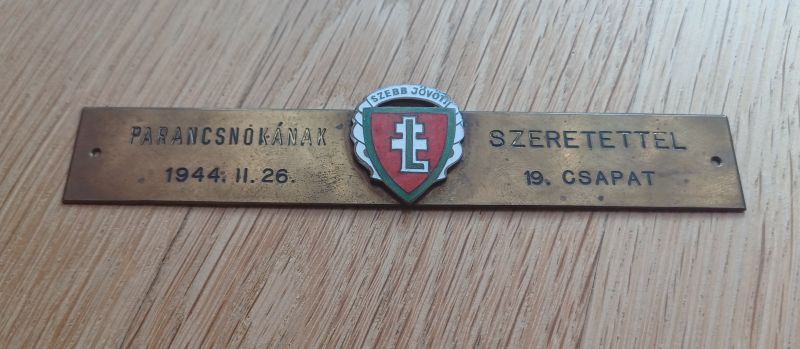 SZEBB JÖVŐT!
PARANCSNOKÁNAK SZERETETTEL
1944. II. 26. 19. CSAPAT
L